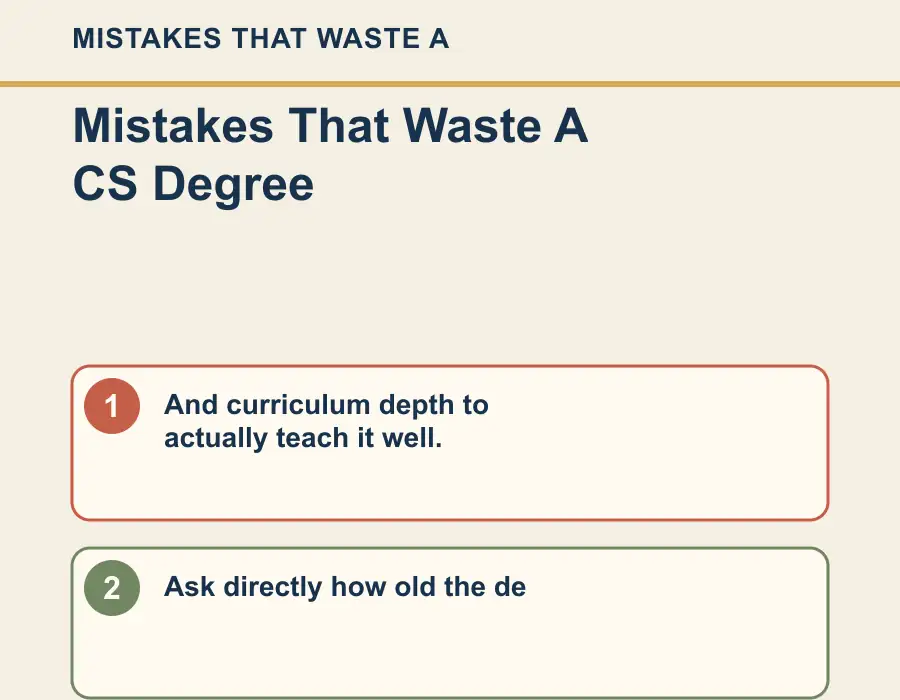 MISTAKES THAT WASTE A
Mistakes That Waste A
CS Degree
1
And curriculum depth to
actually teach it well.
2
Ask directly how old the de